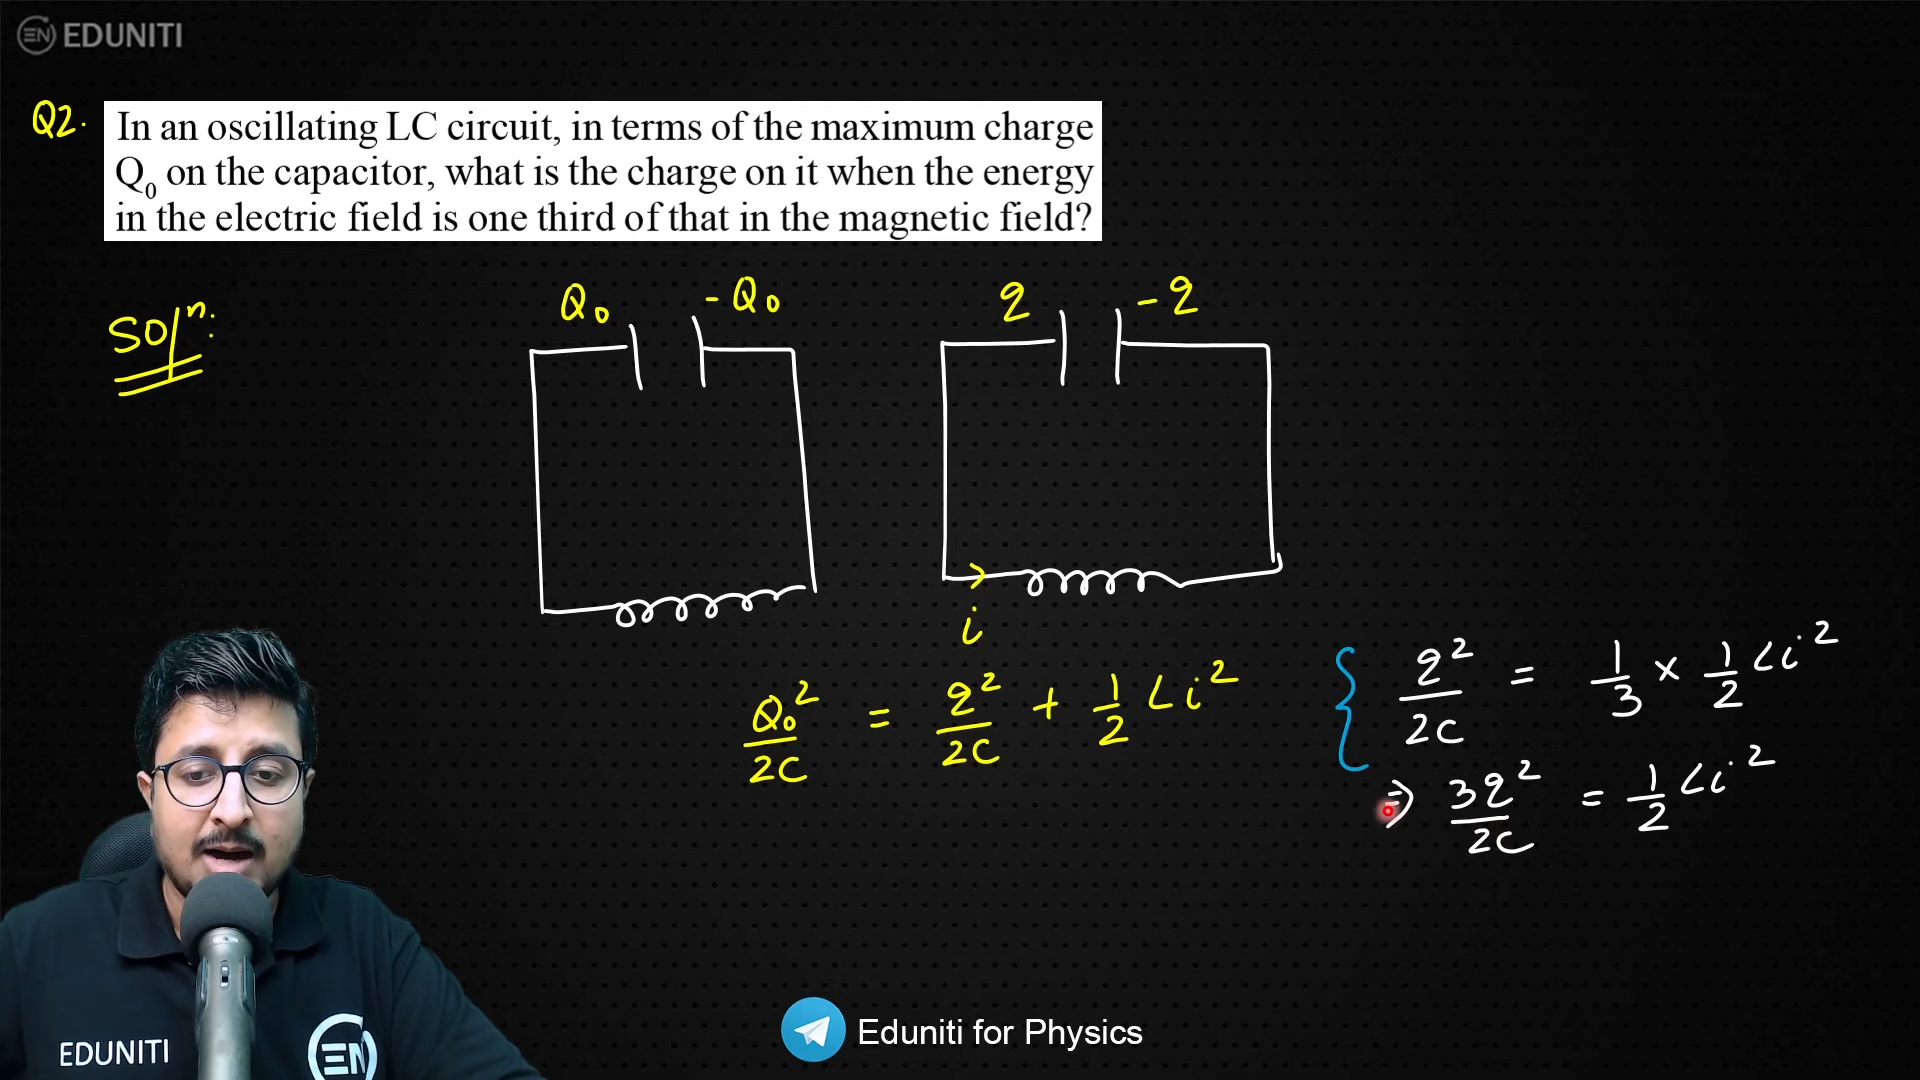 EN EDUNITI
Q2.
In an oscillating LC circuit, in terms of the maximum charge
Q₀ on the capacitor, what is the charge on it when the energy
in the electric field is one third of that in the magnetic field?
Solⁿ:
Q₀ -Q₀ q -q
i
Q₀²/2C = q²/2C + 1/2 Li²
{ q²/2C = 1/3 × 1/2 Li²
⇒ 3q²/2C = 1/2 Li²
EDUNITI EN
Eduniti for Physics